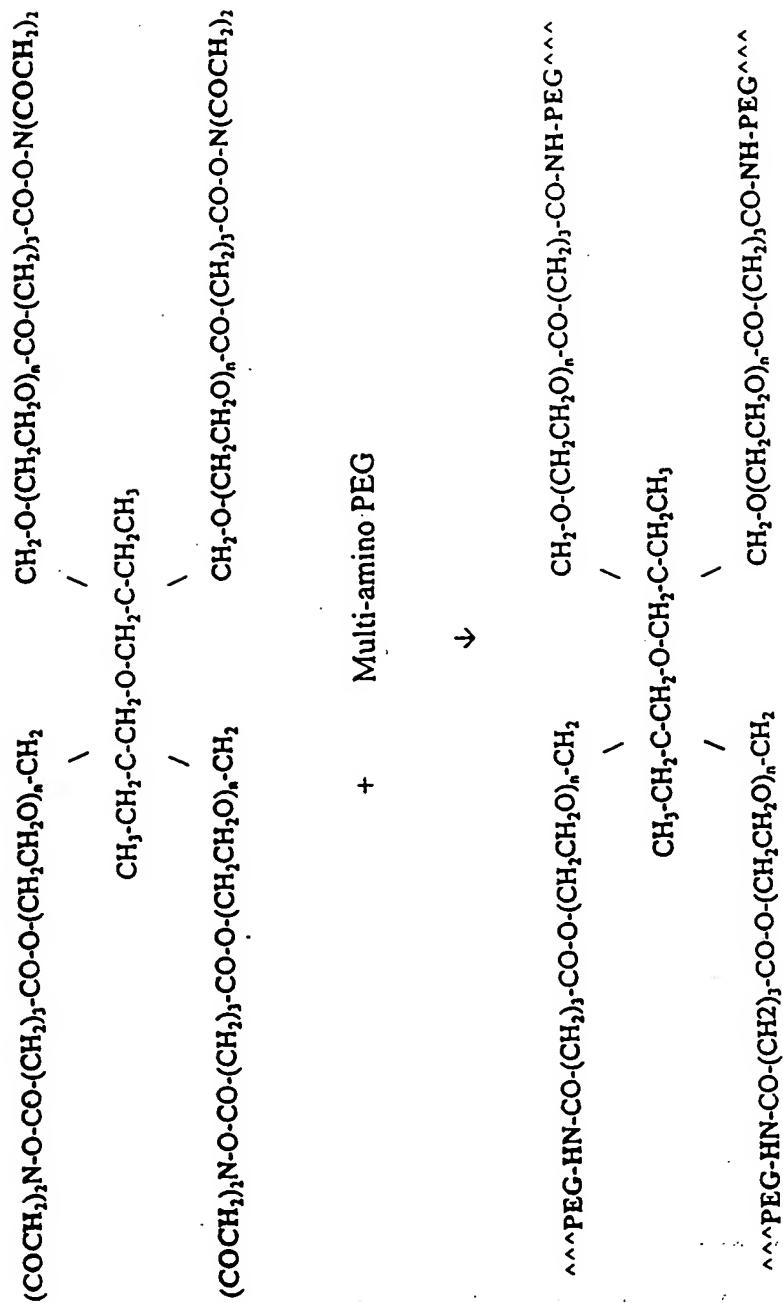 (COCH₂)₂N-O-CO-(CH₂)₃-CO-O-(CH₂CH₂O)ₙ-CH₂ CH₂-O-(CH₂CH₂O)ₙ-CO-(CH₂)₃-CO-O-N(COCH₂)₂
\ /
CH₃-CH₂-C-CH₂-O-CH₂-C-CH₂CH₃
/ \
(COCH₂)₂N-O-CO-(CH₂)₃-CO-O-(CH₂CH₂O)ₙ-CH₂ CH₂-O-(CH₂CH₂O)ₙ-CO-(CH₂)₃-CO-O-N(COCH₂)₂
+ Multi-amino PEG
↓
^^^PEG-HN-CO-(CH₂)₃-CO-O-(CH₂CH₂O)ₙ-CH₂ CH₂-O-(CH₂CH₂O)ₙ-CO-(CH₂)₃-CO-NH-PEG^^^
\ /
CH₃-CH₂-C-CH₂-O-CH₂-C-CH₂CH₃
/ \
^^^PEG-HN-CO-(CH2)₃-CO-O-(CH₂CH₂O)ₙ-CH₂ CH₂-O(CH₂CH₂O)ₙ-CO-(CH₂)₃CO-NH-PEG^^^